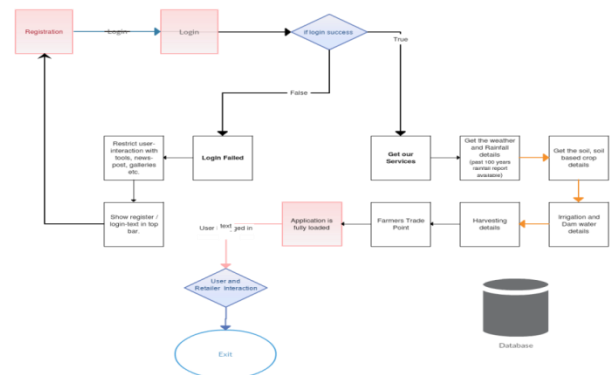 Registration
Login
Login
if login success
True
False
Restrict user-
interaction with
tools, news-
post, galleries
etc.
Login Failed
Get our
Services
Get the weather
and Rainfall
details
(past 100 years
rainfall report
available)
Get the soil, soil
based crop
details
Show register /
login-text in top
bar.
User
text
ged in
Application is
fully loaded
Farmers Trade
Point
Harvesting
details
Irrigation and
Dam water
details
User and
Retailer Interaction
Exit
Database